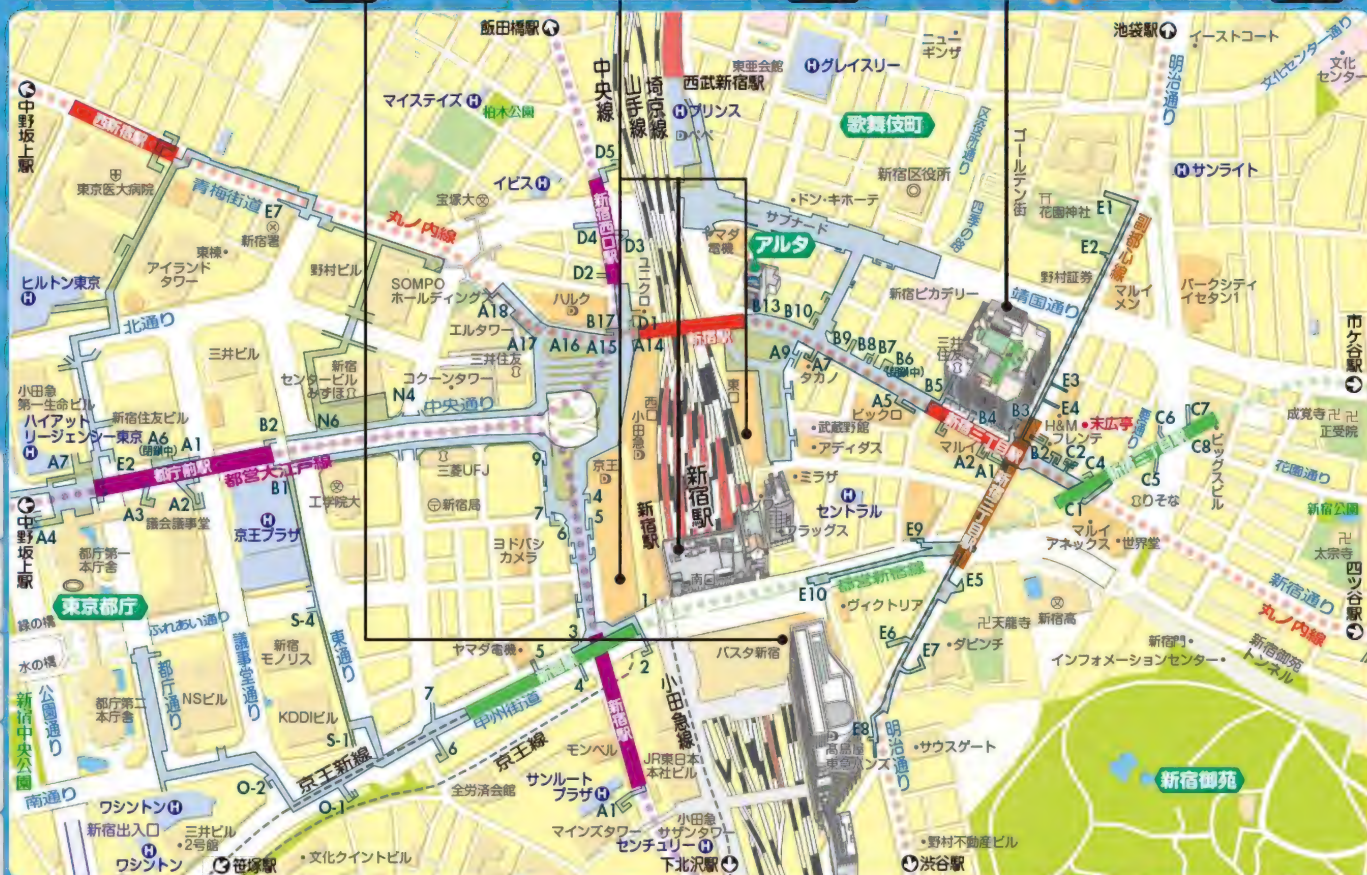 飯田橋駅
池袋駅
イーストコート
文化センター通り
文化
センター
ニュー
ギンザ
中野坂上駅
西新宿駅
マイステイズ
柏木公園
中央線
山手線
埼京線
東亜会館
西武新宿駅
グレイスリー
プリンス
ペペ
歌舞伎町
区役所通り
ゴールデン街
明治通り
サンライト
東京医大病院
青梅街道
E7
新宿署
丸ノ内線
宝塚大
イビス
D5
新宿西口駅
D4
D3
D2
ドン・キホーテ
新宿区役所
四季の路
花園神社
E1
E2
副都心線
サブナード
ヤマダ
電機
アルタ
ヒルトン東京
東棟
アイランド
タワー
野村ビル
SOMPO
ホールディングス
ハルク
ユニクロ
新宿ピカデリー
野村証券
マルイ
メン
パークシティ
イセタン1
靖国通り
北通り
三井ビル
エルタワー
A18
A17
A16
A15
B17
D1
A14
新宿駅
B13
B10
B9
B8
B7
B6
(閉鎖中)
三井
住友
市ケ谷駅
小田急
第一生命ビル
新宿
センタービル
みずほ
コクーンタワー
三井住友
A9
A7
タカノ
A5
B5
新宿三丁目駅
B4
B3
E3
E4
H&M
末広亭
フレンテ
C6
C7
C8
ビッグスビル
成覚寺
正受院
ハイアット
リージェンシー東京
新宿住友ビル
A6
(閉鎖中)
A1
B2
N6
N4
中央通り
西口
小田急
東口
ビックロ
武蔵野館
アディダス
マルイ
A2
A1
B2
C2
C4
C5
C1
りそな
花園通り
新宿公園
A7
E2
都庁前駅
都営大江戸線
B1
三菱UFJ
9
京王
新宿駅
新宿駅
ミラザ
セントラル
フラッグス
新宿三丁目駅
マルイ
アネックス
世界堂
太宗寺
中野坂上駅
A4
A3
A2
議会議事堂
工学院大
新宿局
7
6
4
5
ヨドバシ
カメラ
京王プラザ
南口
E9
都営新宿線
E5
新宿通り
四ツ谷駅
丸ノ内線
都庁第一
本庁舎
東京都庁
緑の橋
水の橋
ふれあい通り
S-4
東通り
新宿
モノリス
議事堂通り
ヤマダ電機
5
3
1
2
E10
ヴィクトリア
E6
天龍寺
新宿高
ダビンチ
E7
新宿門
インフォメーションセンター
新宿御苑
トンネル
バスタ新宿
公園通り
新宿中央公園
都庁第二
本庁舎
都庁通り
NSビル
KDDIビル
S-1
7
甲州街道
6
4
新宿駅
小田急線
京王線
京王新線
モンベル
JR東日本
本社ビル
高島屋
東急ハンズ
E8
明治通り
サウスゲート
新宿御苑
南通り
ワシントン
新宿出入口
ワシントン
三井ビル
2号館
O-2
O-1
全労済会館
サンルート
プラザ
A1
マインズタワー
小田急
サザンタワー
センチュリー
野村不動産ビル
笹塚駅
文化クイントビル
下北沢駅
渋谷駅